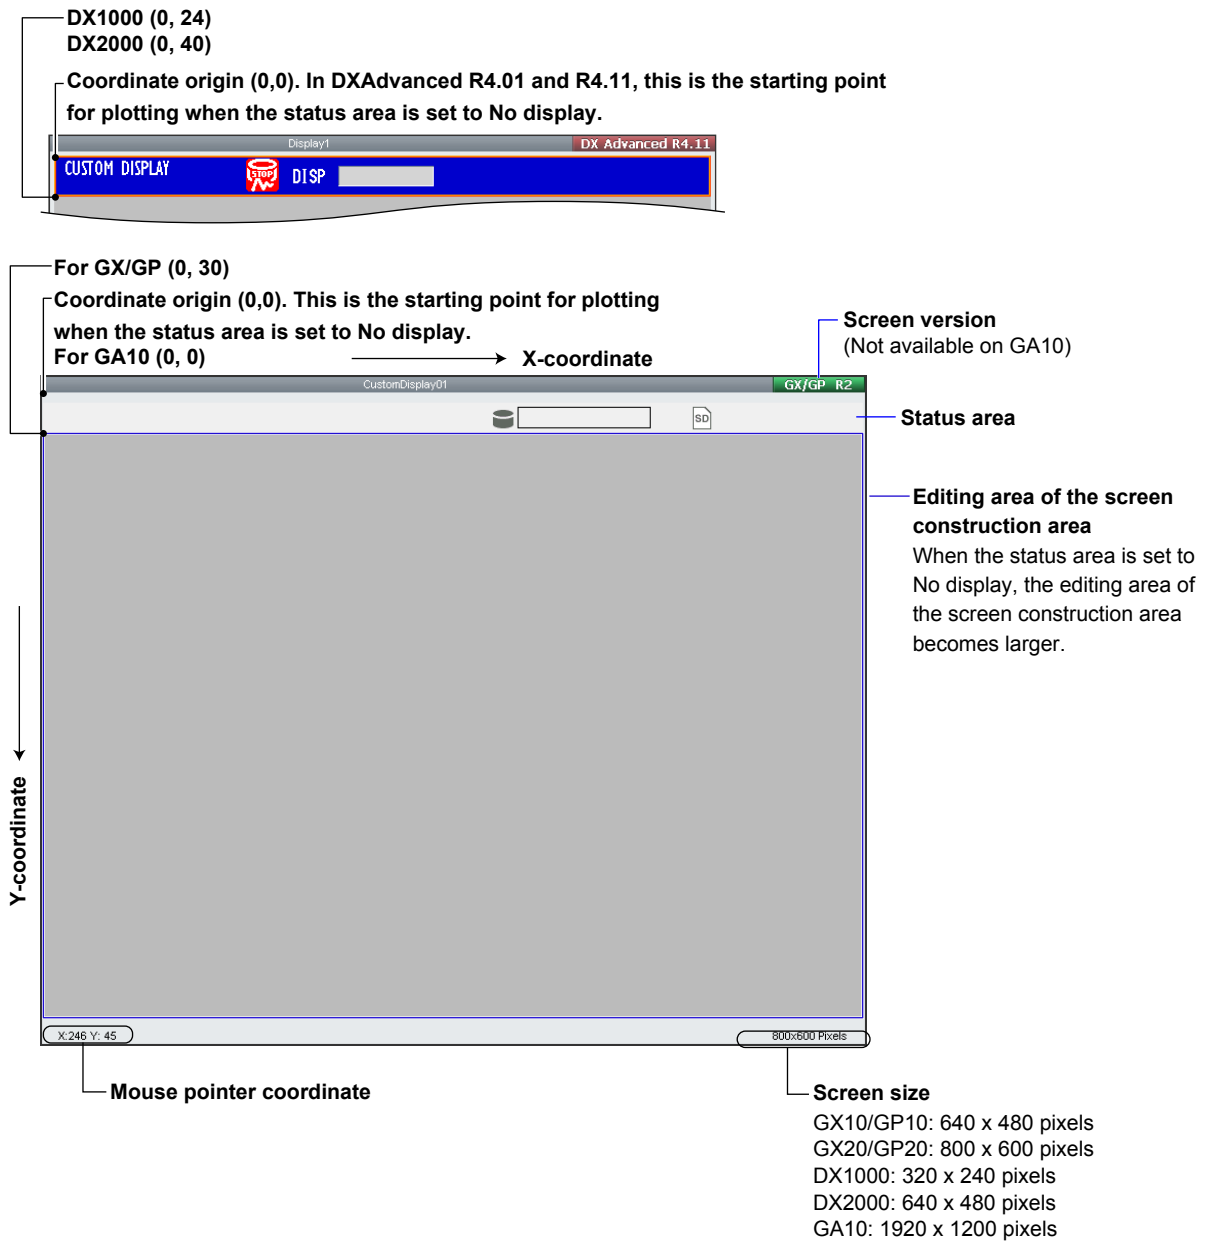 DX1000 (0, 24)
DX2000 (0, 40)
Coordinate origin (0,0). In DXAdvanced R4.01 and R4.11, this is the starting point
for plotting when the status area is set to No display.
Display1
DX Advanced R4.11
CUSTOM DISPLAY
STOP
DISP
For GX/GP (0, 30)
Coordinate origin (0,0). This is the starting point for plotting
when the status area is set to No display.
For GA10 (0, 0)
X-coordinate
Screen version
(Not available on GA10)
CustomDisplay01
GX/GP R2
SD
Status area
Editing area of the screen
construction area
When the status area is set to
No display, the editing area of
the screen construction area
becomes larger.
Y-coordinate
X:246 Y: 45
800x600 Pixels
Mouse pointer coordinate
Screen size
GX10/GP10: 640 x 480 pixels
GX20/GP20: 800 x 600 pixels
DX1000: 320 x 240 pixels
DX2000: 640 x 480 pixels
GA10: 1920 x 1200 pixels